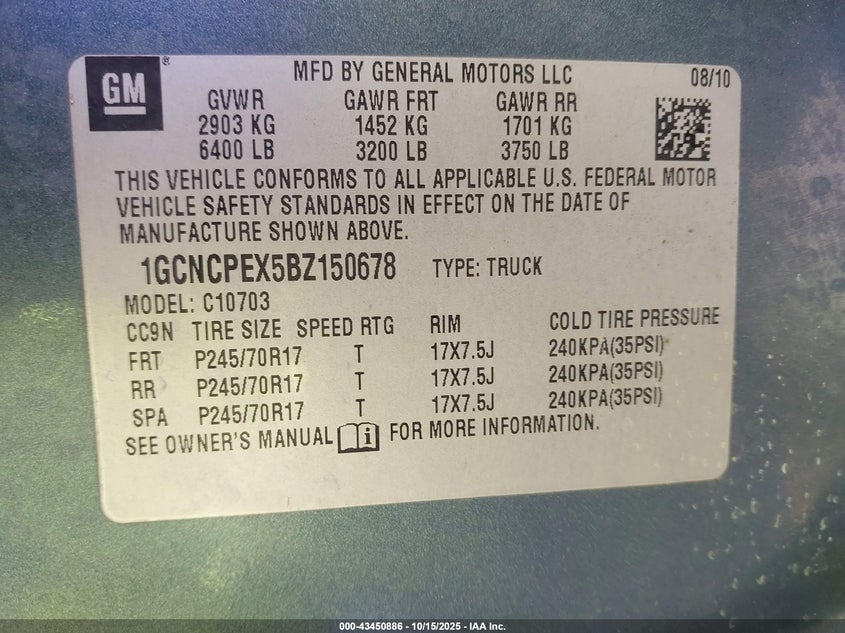 GM
MFD BY GENERAL MOTORS LLC 08/10
GVWR GAWR FRT GAWR RR
2903 KG 1452 KG 1701 KG
6400 LB 3200 LB 3750 LB
THIS VEHICLE CONFORMS TO ALL APPLICABLE U.S. FEDERAL MOTOR
VEHICLE SAFETY STANDARDS IN EFFECT ON THE DATE OF
MANUFACTURE SHOWN ABOVE.
1GCNCPEX5BZ150678 TYPE: TRUCK
MODEL: C10703
CC9N TIRE SIZE SPEED RTG RIM COLD TIRE PRESSURE
FRT P245/70R17 T 17X7.5J 240KPA(35PSI)
RR P245/70R17 T 17X7.5J 240KPA(35PSI)
SPA P245/70R17 T 17X7.5J 240KPA(35PSI)
SEE OWNER'S MANUAL FOR MORE INFORMATION.
000-43450886 - 10/15/2025 - IAA Inc.